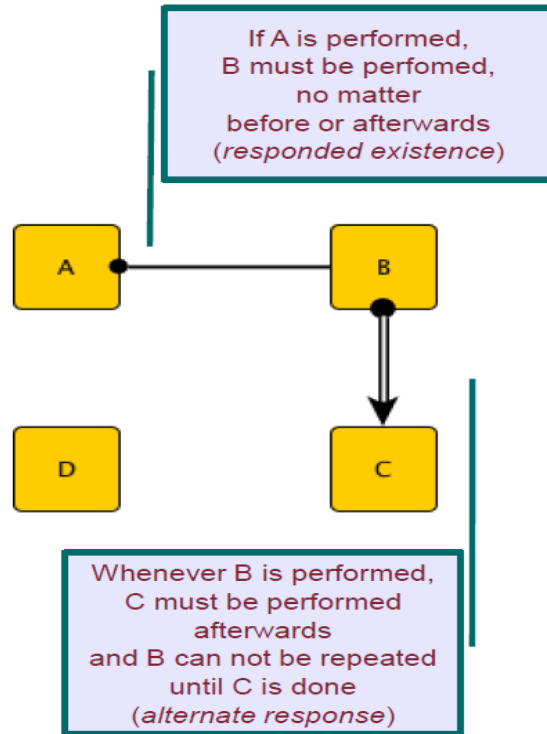 If A is performed,
B must be perfomed,
no matter
before or afterwards
(responded existence)
A
B
D
C
Whenever B is performed,
C must be performed
afterwards
and B can not be repeated
until C is done
(alternate response)